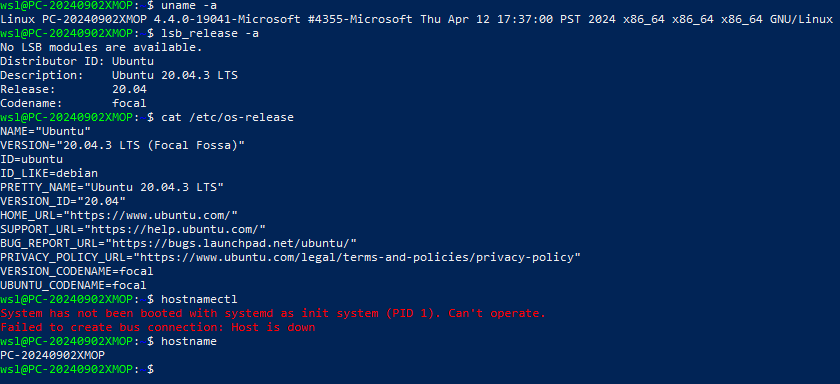 wsl@PC-20240902XMOP: $ uname -a
Linux PC-20240902XMOP 4.4.0-19041-Microsoft #4355-Microsoft Thu Apr 12 17:37:00 PST 2024 x86_64 x86_64 x86_64 GNU/Linux
wsl@PC-20240902XMOP: $ lsb_release -a
No LSB modules are available.
Distributor ID: Ubuntu
Description:    Ubuntu 20.04.3 LTS
Release:        20.04
Codename:       focal
wsl@PC-20240902XMOP: $ cat /etc/os-release
NAME="Ubuntu"
VERSION="20.04.3 LTS (Focal Fossa)"
ID=ubuntu
ID_LIKE=debian
PRETTY_NAME="Ubuntu 20.04.3 LTS"
VERSION_ID="20.04"
HOME_URL="https://www.ubuntu.com/"
SUPPORT_URL="https://help.ubuntu.com/"
BUG_REPORT_URL="https://bugs.launchpad.net/ubuntu/"
PRIVACY_POLICY_URL="https://www.ubuntu.com/legal/terms-and-policies/privacy-policy"
VERSION_CODENAME=focal
UBUNTU_CODENAME=focal
wsl@PC-20240902XMOP: $ hostnamectl
System has not been booted with systemd as init system (PID 1). Can't operate.
Failed to create bus connection: Host is down
wsl@PC-20240902XMOP: $ hostname
PC-20240902XMOP
wsl@PC-20240902XMOP: $